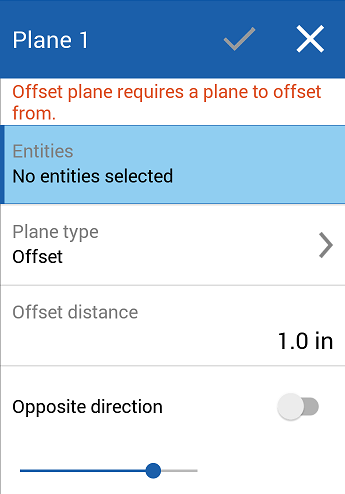 Plane 1
Offset plane requires a plane to offset
from.
Entities
No entities selected
Plane type
Offset
Offset distance
1.0 in
Opposite direction